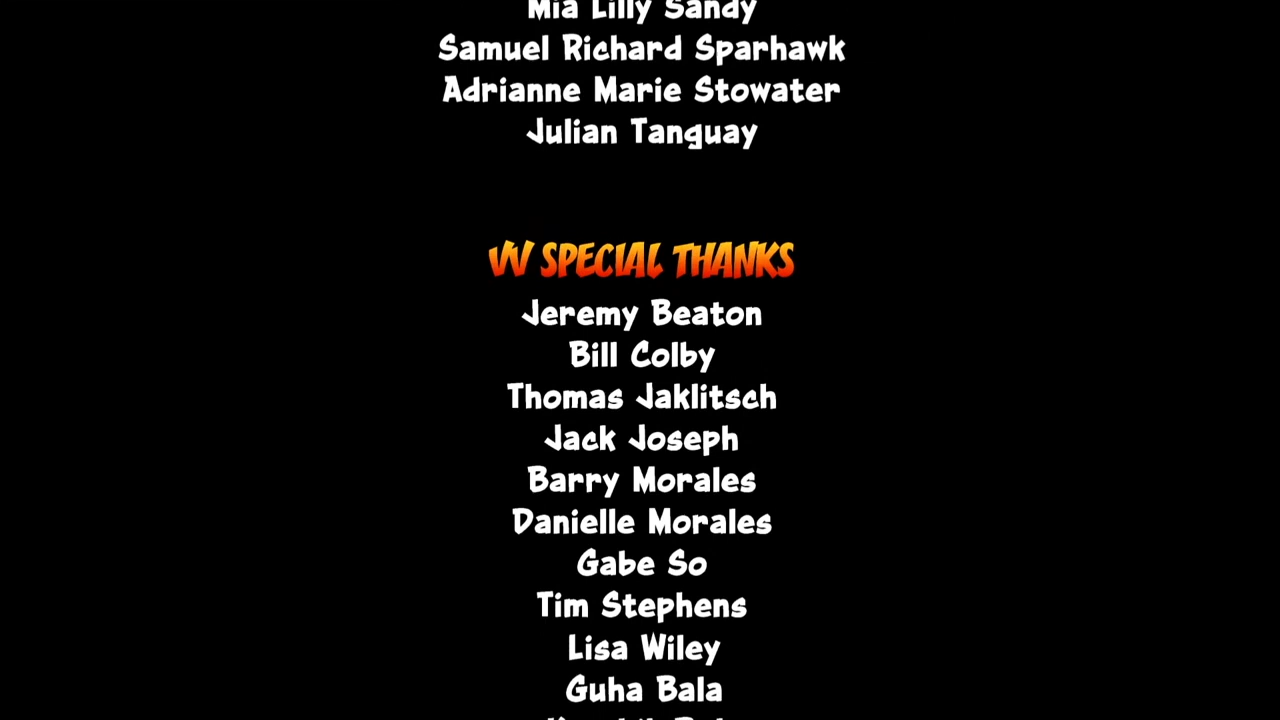 Mia Lilly Sandy
Samuel Richard Sparhawk
Adrianne Marie Stowater
Julian Tanguay
VV SPECIAL THANKS
Jeremy Beaton
Bill Colby
Thomas Jaklitsch
Jack Joseph
Barry Morales
Danielle Morales
Gabe So
Tim Stephens
Lisa Wiley
Guha Bala